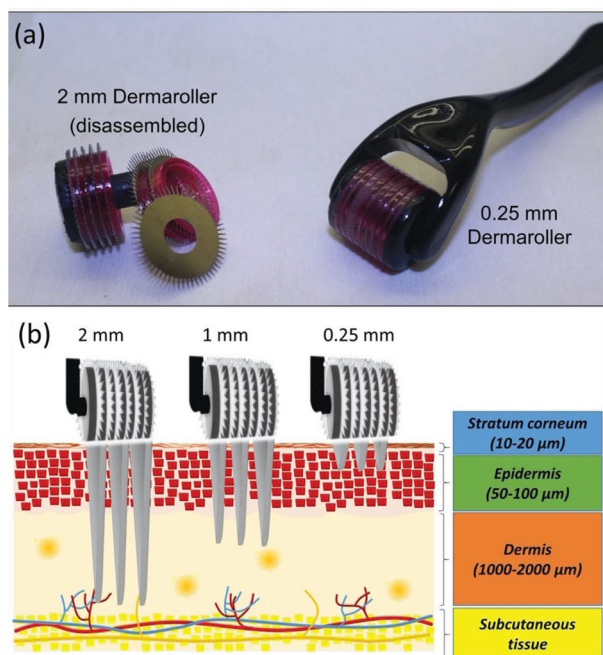 (a)
2 mm Dermaroller
(disassembled)
0.25 mm
Dermaroller
(b)
2 mm
1 mm
0.25 mm
Stratum corneum
(10-20 μm)
Epidermis
(50-100 μm)
Dermis
(1000-2000 μm)
Subcutaneous
tissue